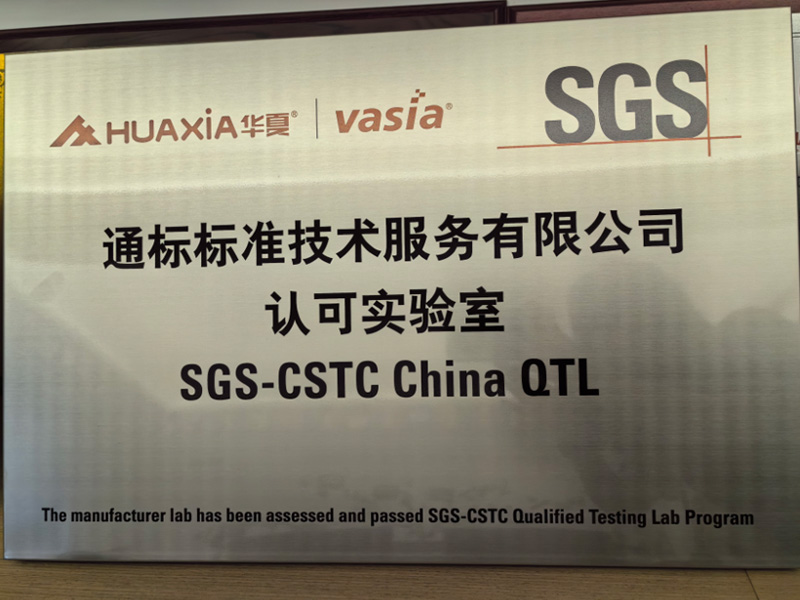 HUAXIA华夏® | vasia® SGS
通标标准技术服务有限公司
认可实验室
SGS-CSTC China QTL
The manufacturer lab has been assessed and passed SGS-CSTC Qualified Testing Lab Program